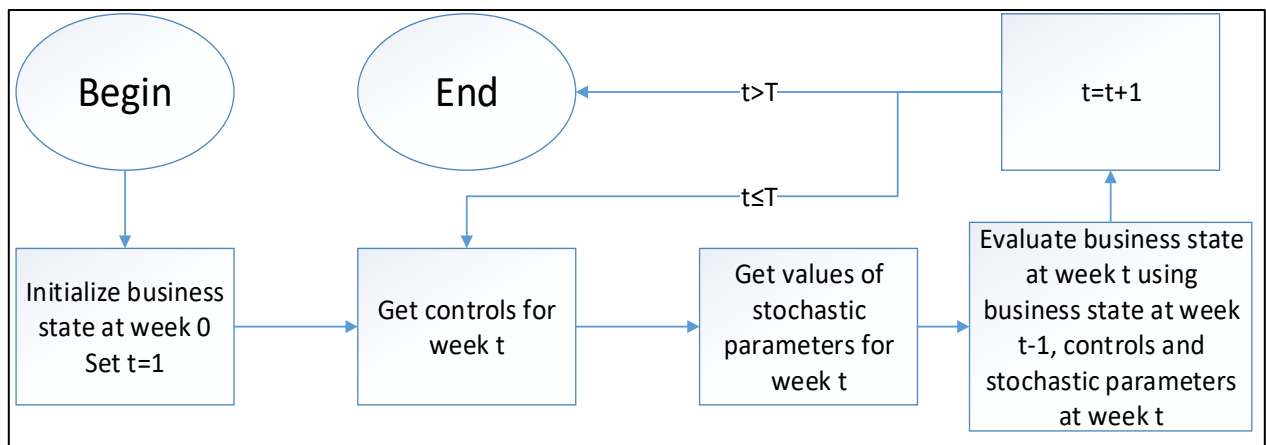 Begin
End
t>T
t=t+1
t≤T
Initialize business
state at week 0
Set t=1
Get controls for
week t
Get values of
stochastic
parameters for
week t
Evaluate business state
at week t using
business state at week
t-1, controls and
stochastic parameters
at week t